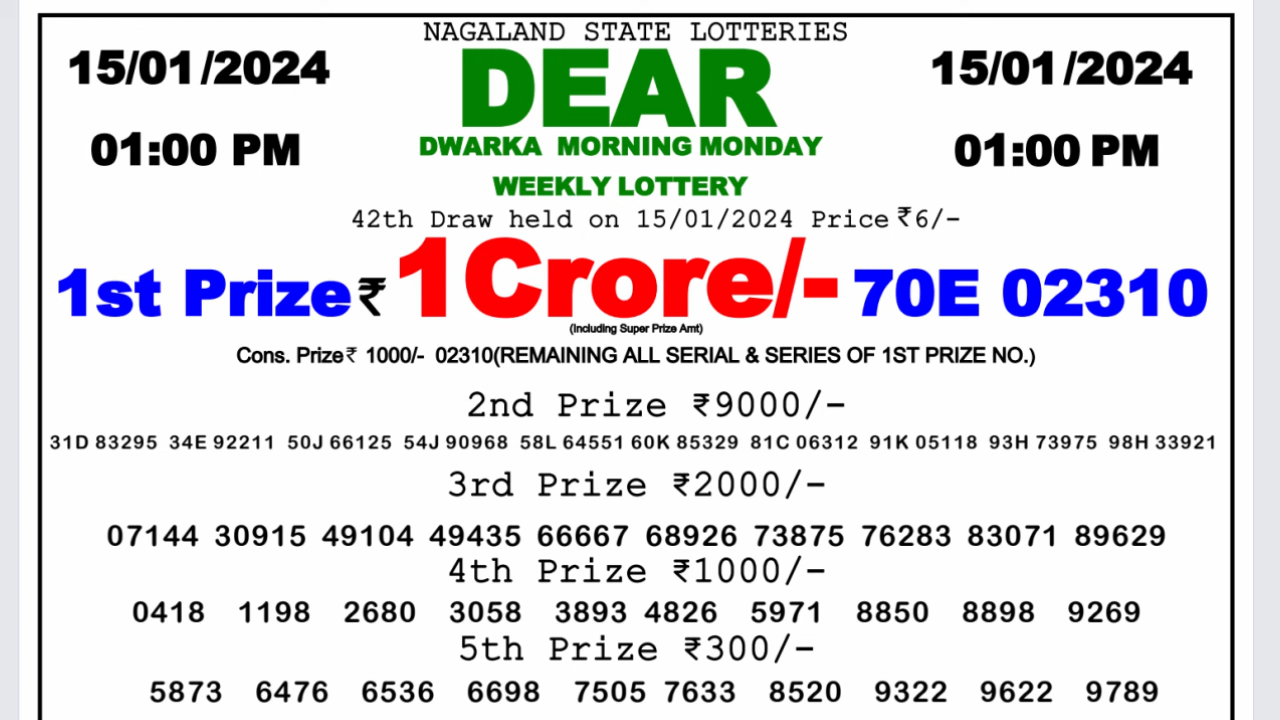 NAGALAND STATE LOTTERIES
15/01/2024 DEAR 15/01/2024
01:00 PM DWARKA MORNING MONDAY 01:00 PM
WEEKLY LOTTERY
42th Draw held on 15/01/2024 Price ₹6/-
1st Prize ₹ 1 Crore/- 70E 02310
(Including Super Prize Amt)
Cons. Prize ₹ 1000/- 02310(REMAINING ALL SERIAL & SERIES OF 1ST PRIZE NO.)
2nd Prize ₹9000/-
31D 83295 34E 92211 50J 66125 54J 90968 58L 64551 60K 85329 81C 06312 91K 05118 93H 73975 98H 33921
3rd Prize ₹2000/-
07144 30915 49104 49435 66667 68926 73875 76283 83071 89629
4th Prize ₹1000/-
0418 1198 2680 3058 3893 4826 5971 8850 8898 9269
5th Prize ₹300/-
5873 6476 6536 6698 7505 7633 8520 9322 9622 9789